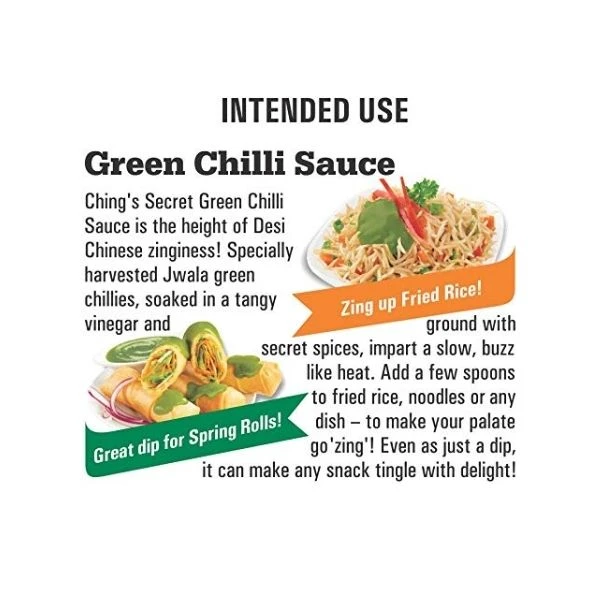 INTENDED USE
Green Chilli Sauce
Ching's Secret Green Chilli
Sauce is the height of Desi
Chinese zinginess! Specially
harvested Jwala green
chillies, soaked in a tangy
vinegar and
Zing up Fried Rice!
ground with
secret spices, impart a slow, buzz
like heat. Add a few spoons
to fried rice, noodles or any
dish – to make your palate
go'zing'! Even as just a dip,
it can make any snack tingle with delight!
Great dip for Spring Rolls!